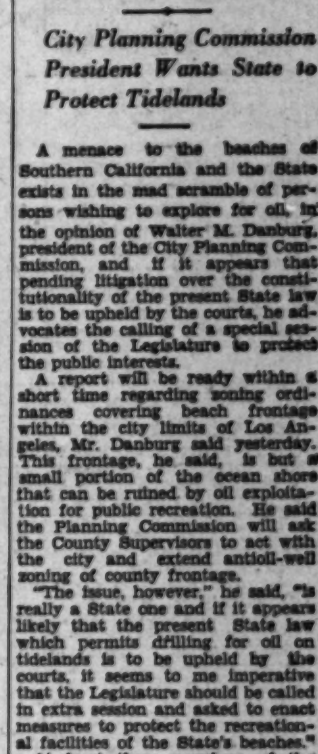 City Planning Commission
President Wants State to
Protect Tidelands
A menace to the beaches of
Southern California and the State
exists in the mad scramble of per-
sons wishing to explore for oil, in
the opinion of Walter M. Danburg,
president of the City Planning Com-
mission, and if it appears that
pending litigation over the consti-
tutionality of the present State law
is to be upheld by the courts, he ad-
vocates the calling of a special ses-
sion of the Legislature to protect
the public interests.
A report will be ready within a
short time regarding zoning ordi-
nances covering beach frontage
within the city limits of Los An-
geles, Mr. Danburg said yesterday.
This frontage, he said, is but a
small portion of the ocean shore
that can be ruined by oil exploita-
tion for public recreation. He said
the Planning Commission will ask
the County Supervisors to act with
the city and extend antioil-well
zoning of county frontage.
"The issue, however," he said, "is
really a State one and if it appears
likely that the present State law
which permits drilling for oil on
tidelands is to be upheld by the
courts, it seems to me imperative
that the Legislature should be called
in extra session and asked to enact
measures to protect the recreation-
al facilities of the State's beaches."